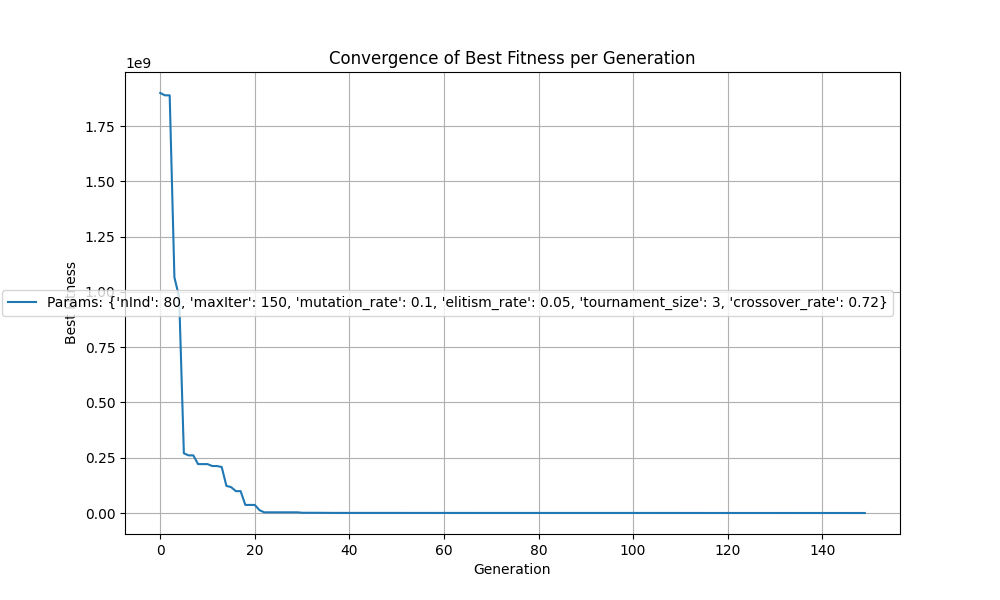 Convergence of Best Fitness per Generation
1e9
1.75
1.50
1.25
1.00
Params: {'nInd': 80, 'maxIter': 150, 'mutation_rate': 0.1, 'elitism_rate': 0.05, 'tournament_size': 3, 'crossover_rate': 0.72}
Best Fitness
0.75
0.50
0.25
0.00
0 20 40 60 80 100 120 140
Generation